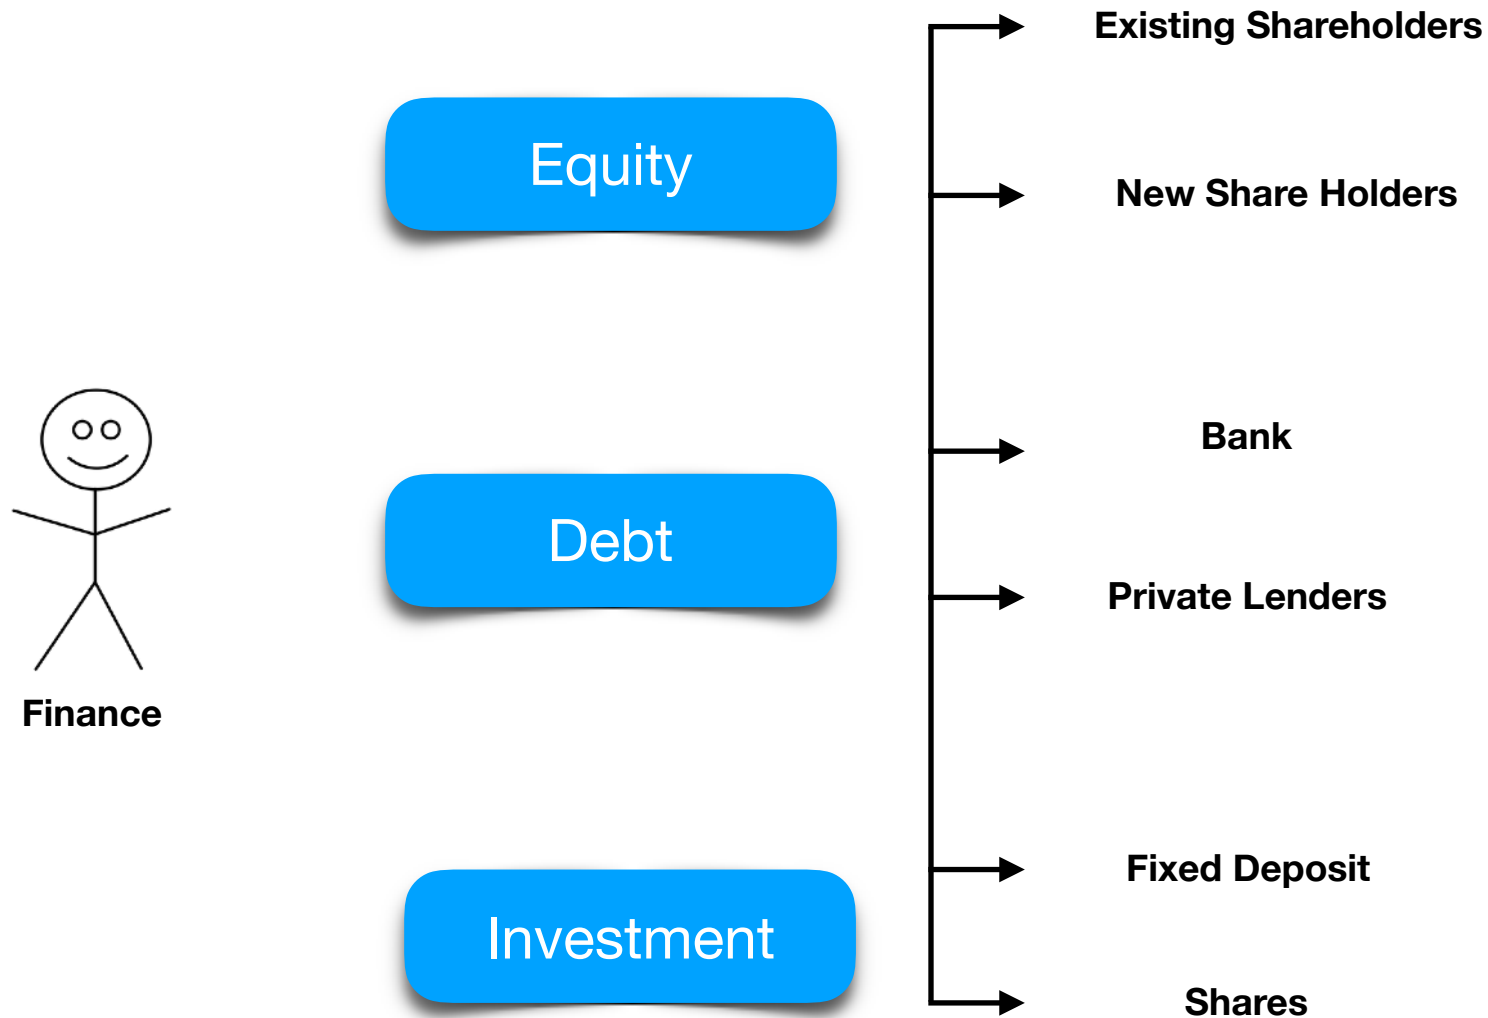 Existing Shareholders
Equity
New Share Holders
Bank
Debt
Private Lenders
Finance
Fixed Deposit
Investment
Shares